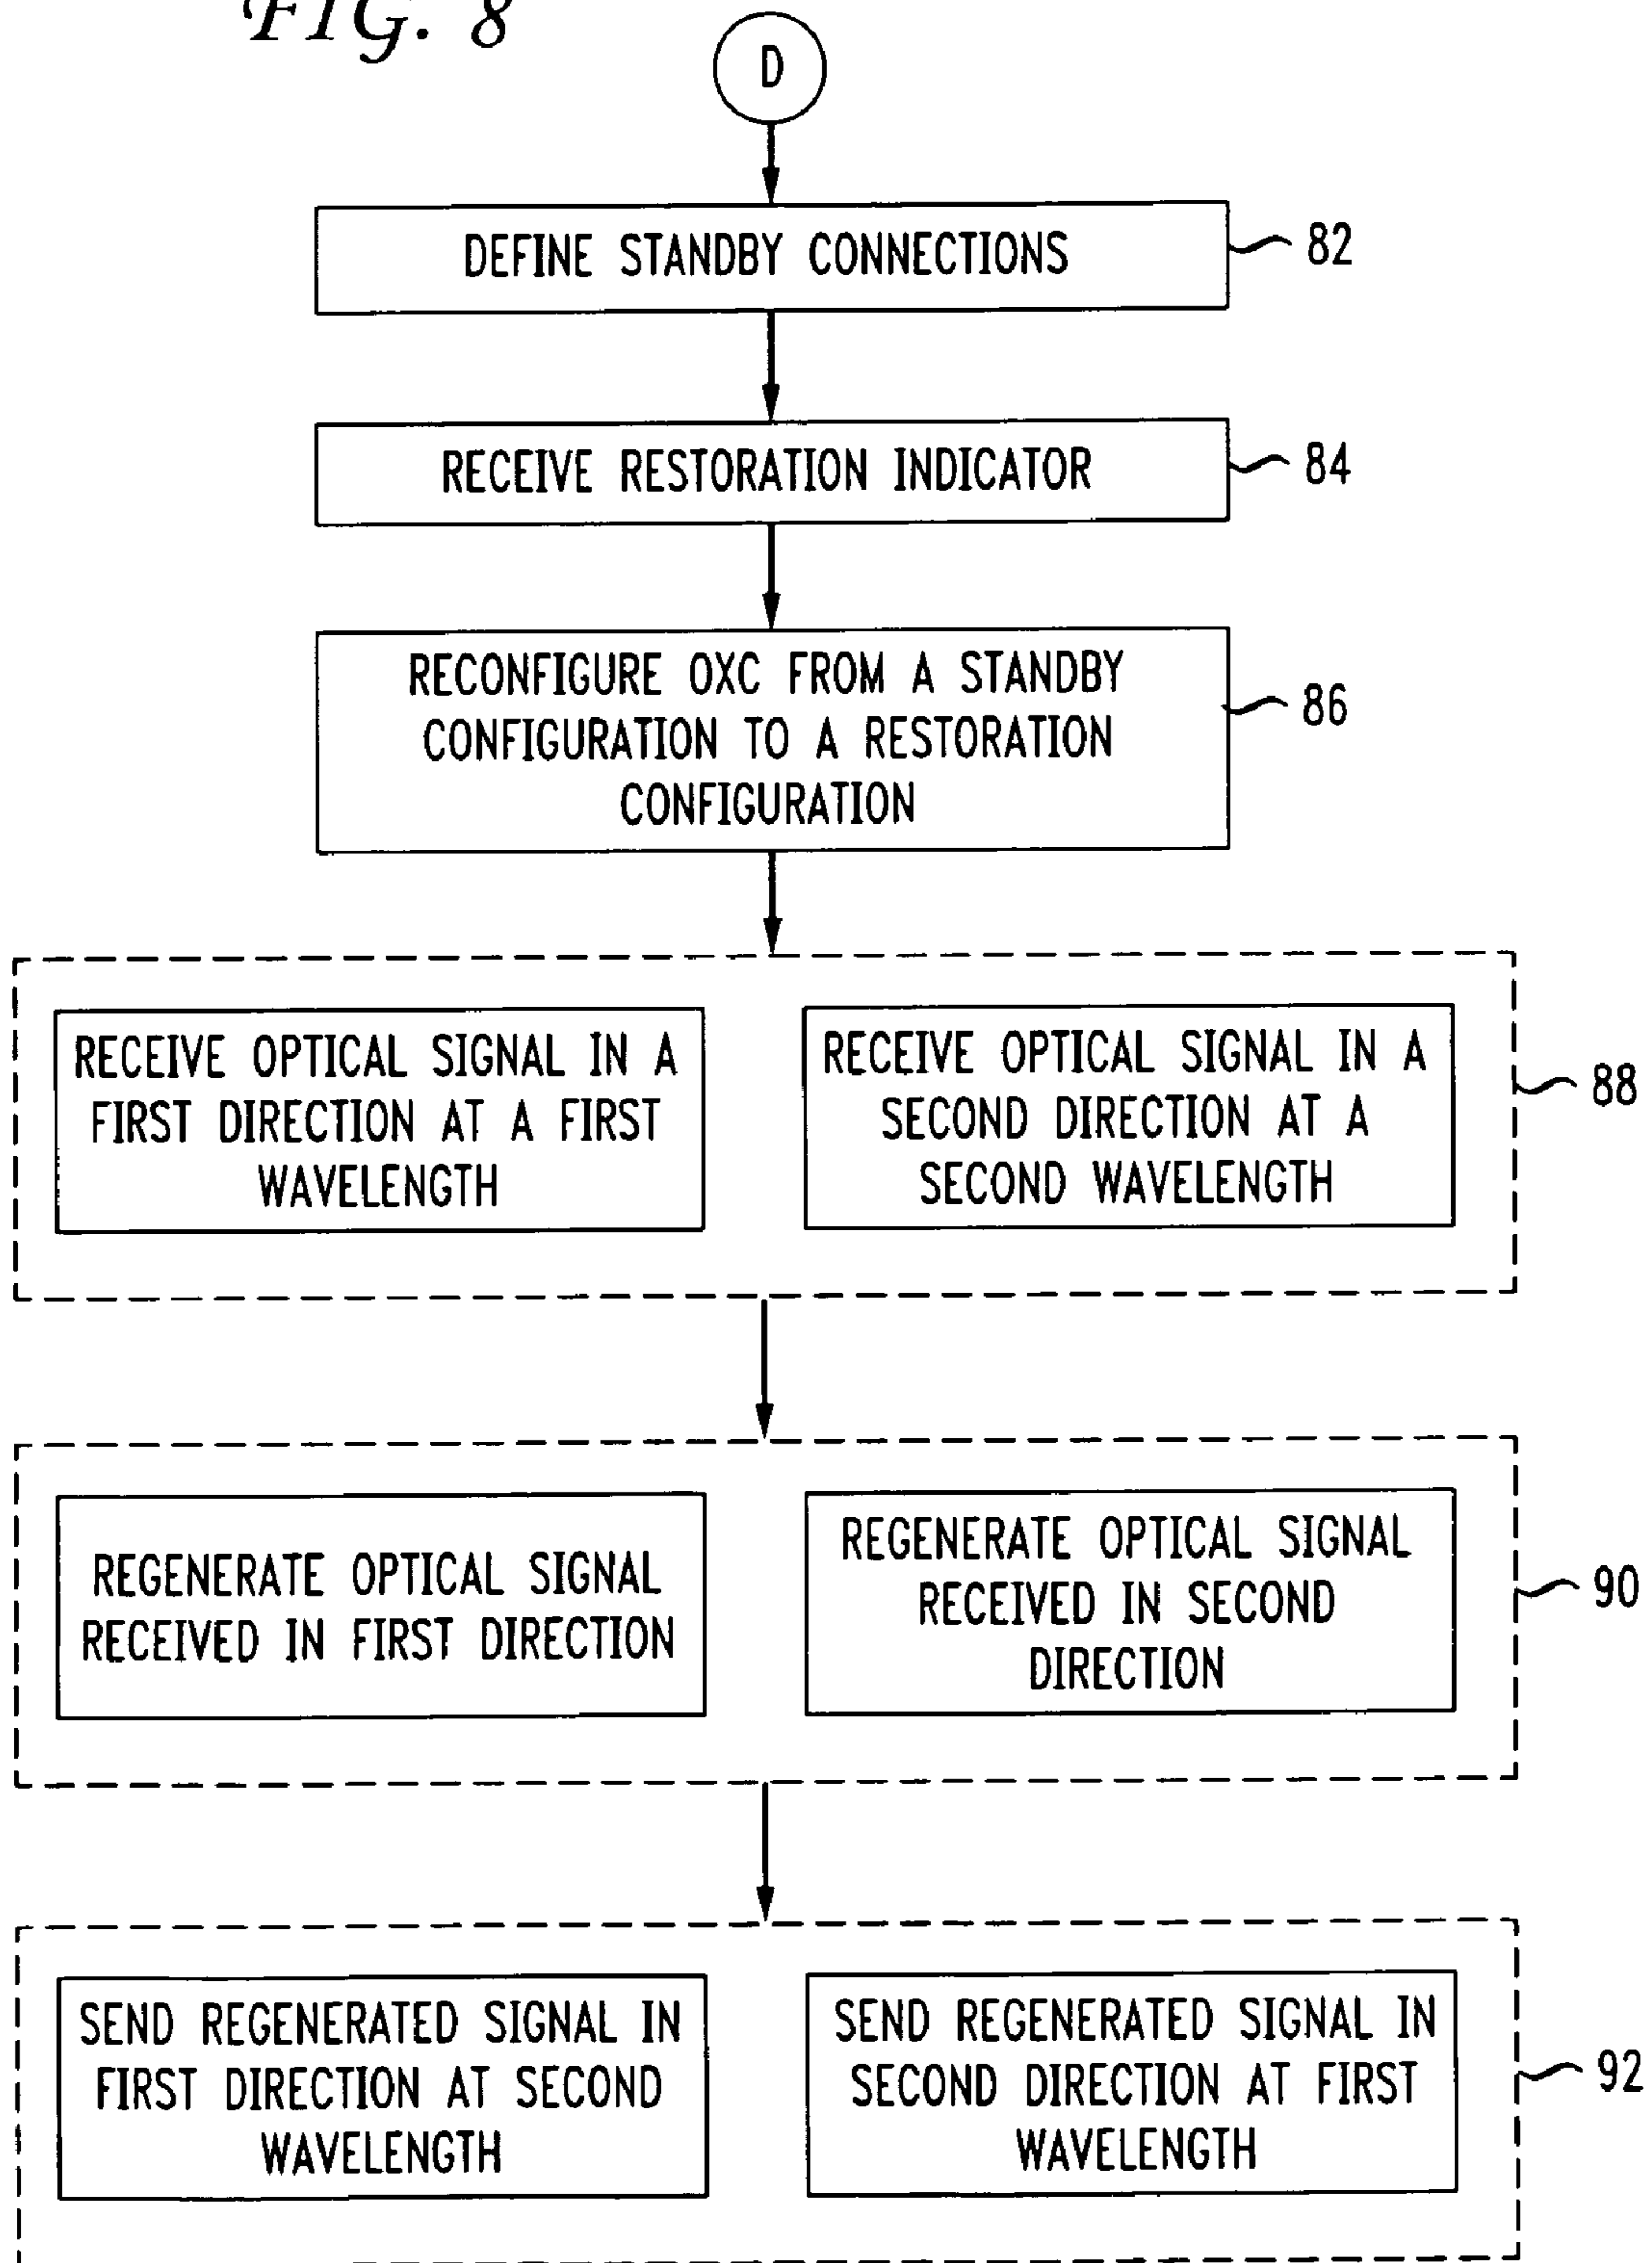 FIG. 8
D
DEFINE STANDBY CONNECTIONS
82
RECEIVE RESTORATION INDICATOR
84
RECONFIGURE OXC FROM A STANDBY
CONFIGURATION TO A RESTORATION
CONFIGURATION
86
RECEIVE OPTICAL SIGNAL IN A
FIRST DIRECTION AT A FIRST
WAVELENGTH
RECEIVE OPTICAL SIGNAL IN A
SECOND DIRECTION AT A
SECOND WAVELENGTH
88
REGENERATE OPTICAL SIGNAL
RECEIVED IN FIRST DIRECTION
REGENERATE OPTICAL SIGNAL
RECEIVED IN SECOND
DIRECTION
90
SEND REGENERATED SIGNAL IN
FIRST DIRECTION AT SECOND
WAVELENGTH
SEND REGENERATED SIGNAL IN
SECOND DIRECTION AT FIRST
WAVELENGTH
92